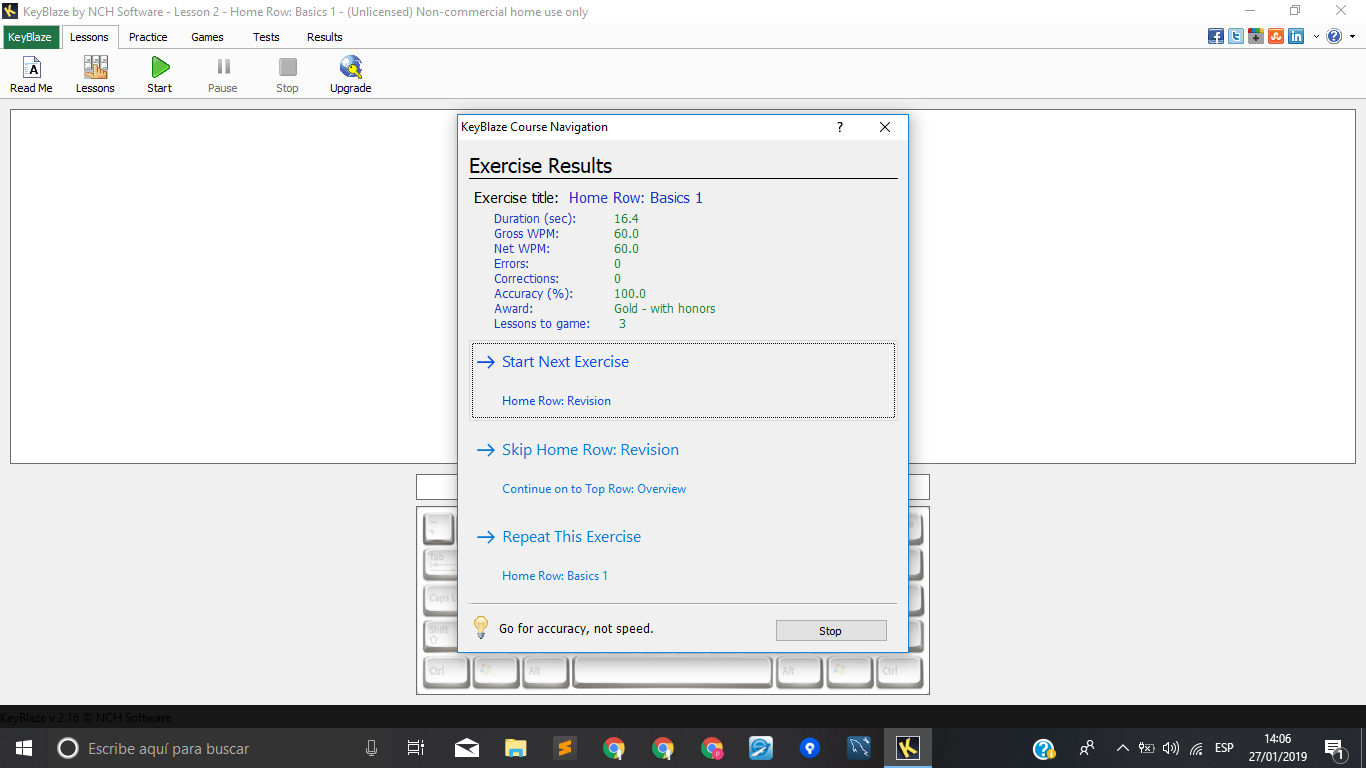 KeyBlaze by NCH Software - Lesson 2 - Home Row: Basics 1 - (Unlicensed) Non-commercial home use only
KeyBlaze Lessons Practice Games Tests Results
Read Me Lessons Start Pause Stop Upgrade
KeyBlaze Course Navigation
Exercise Results
Exercise title: Home Row: Basics 1
Duration (sec): 16.4
Gross WPM: 60.0
Net WPM: 60.0
Errors: 0
Corrections: 0
Accuracy (%): 100.0
Award: Gold - with honors
Lessons to game: 3
Start Next Exercise
Home Row: Revision
Skip Home Row: Revision
Continue on to Top Row: Overview
Repeat This Exercise
Home Row: Basics 1
Go for accuracy, not speed.
Stop
Tab
Caps
Shift
Ctrl Alt Alt Ctrl
KeyBlaze v 2.16 © NCH Software
Escribe aquí para buscar
ESP
14:06
27/01/2019
1